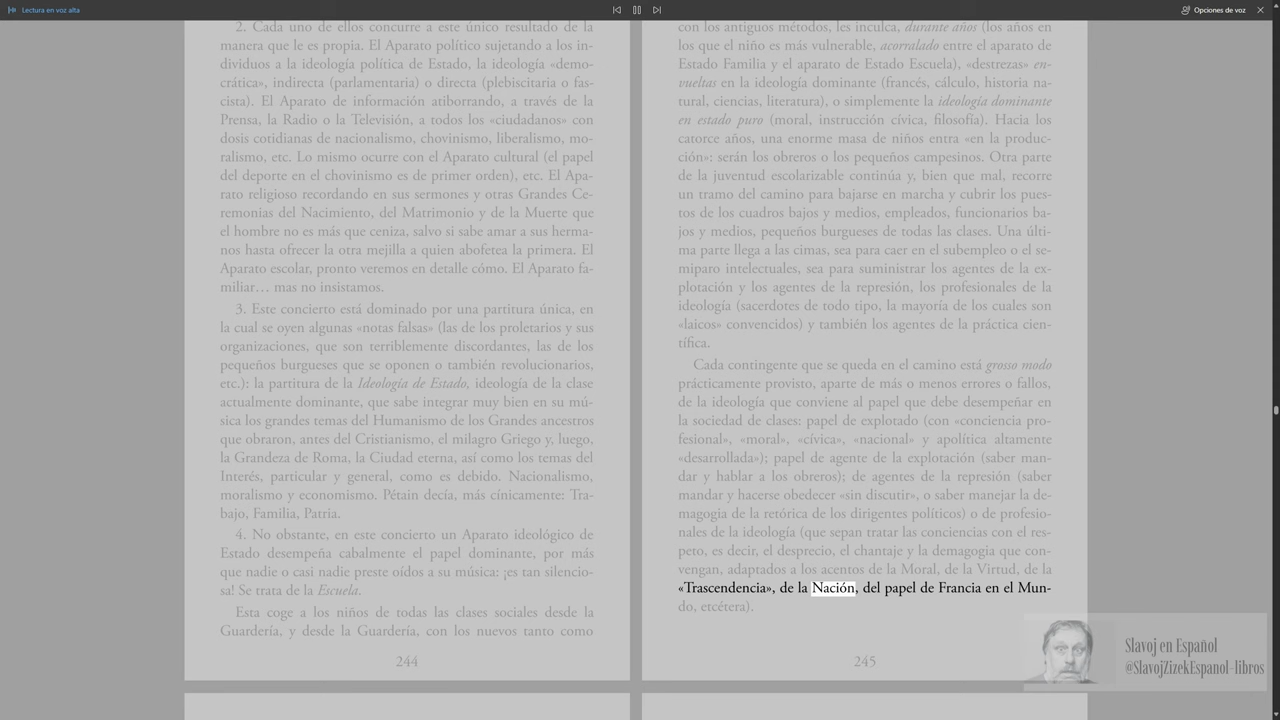 Lectura en voz alta
Opciones de voz
2. Cada uno de ellos concurre a este único resultado de la
manera que le es propia. El Aparato político sujetando a los in-
dividuos a la ideología política de Estado, la ideología «demo-
crática», indirecta (parlamentaria) o directa (plebiscitaria o fas-
cista). El Aparato de información atiborrando, a través de la
Prensa, la Radio o la Televisión, a todos los «ciudadanos» con
dosis cotidianas de nacionalismo, chovinismo, liberalismo, mo-
ralismo, etc. Lo mismo ocurre con el Aparato cultural (el papel
del deporte en el chovinismo es de primer orden), etc. El Apa-
rato religioso recordando en sus sermones y otras Grandes Ce-
remonias del Nacimiento, del Matrimonio y de la Muerte que
el hombre no es más que ceniza, salvo si sabe amar a sus herma-
nos hasta ofrecer la otra mejilla a quien abofetea la primera. El
Aparato escolar, pronto veremos en detalle cómo. El Aparato fa-
miliar… mas no insistamos.
3. Este concierto está dominado por una partitura única, en
la cual se oyen algunas «notas falsas» (las de los proletarios y sus
organizaciones, que son terriblemente discordantes, las de los
pequeños burgueses que se oponen o también revolucionarios,
etc.): la partitura de la Ideología de Estado, ideología de la clase
actualmente dominante, que sabe integrar muy bien en su mú-
sica los grandes temas del Humanismo de los Grandes ancestros
que obraron, antes del Cristianismo, el milagro Griego y, luego,
la Grandeza de Roma, la Ciudad eterna, así como los temas del
Interés, particular y general, como es debido. Nacionalismo,
moralismo y economismo. Pétain decía, más cínicamente: Tra-
bajo, Familia, Patria.
4. No obstante, en este concierto un Aparato ideológico de
Estado desempeña cabalmente el papel dominante, por más
que nadie o casi nadie preste oídos a su música: ¡es tan silencio-
sa! Se trata de la Escuela.
Esta coge a los niños de todas las clases sociales desde la
Guardería, y desde la Guardería, con los nuevos tanto como
244
con los antiguos métodos, les inculca, durante años (los años en
los que el niño es más vulnerable, acorralado entre el aparato de
Estado Familia y el aparato de Estado Escuela), «destrezas» en-
vueltas en la ideología dominante (francés, cálculo, historia na-
tural, ciencias, literatura), o simplemente la ideología dominante
en estado puro (moral, instrucción cívica, filosofía). Hacia los
catorce años, una enorme masa de niños entra «en la produc-
ción»: serán los obreros o los pequeños campesinos. Otra parte
de la juventud escolarizable continúa y, bien que mal, recorre
un tramo del camino para bajarse en marcha y cubrir los pues-
tos de los cuadros bajos y medios, empleados, funcionarios ba-
jos y medios, pequeños burgueses de todas las clases. Una últi-
ma parte llega a las cimas, sea para caer en el subempleo o el se-
miparo intelectuales, sea para suministrar los agentes de la ex-
plotación y los agentes de la represión, los profesionales de la
ideología (sacerdotes de todo tipo, la mayoría de los cuales son
«laicos» convencidos) y también los agentes de la práctica cien-
tífica.
Cada contingente que se queda en el camino está grosso modo
prácticamente provisto, aparte de más o menos errores o fallos,
de la ideología que conviene al papel que debe desempeñar en
la sociedad de clases: papel de explotado (con «conciencia pro-
fesional», «moral», «cívica», «nacional» y apolítica altamente
«desarrollada»); papel de agente de la explotación (saber man-
dar y hablar a los obreros); de agentes de la represión (saber
mandar y hacerse obedecer «sin discutir», o saber manejar la de-
magogia de la retórica de los dirigentes políticos) o de profesio-
nales de la ideología (que sepan tratar las conciencias con el res-
peto, es decir, el desprecio, el chantaje y la demagogia que con-
vengan, adaptados a los acentos de la Moral, de la Virtud, de la
«Trascendencia», de la Nación, del papel de Francia en el Mun-
do, etcétera).
245
Slavoj en Español
@SlavojZizekEspanol-libros